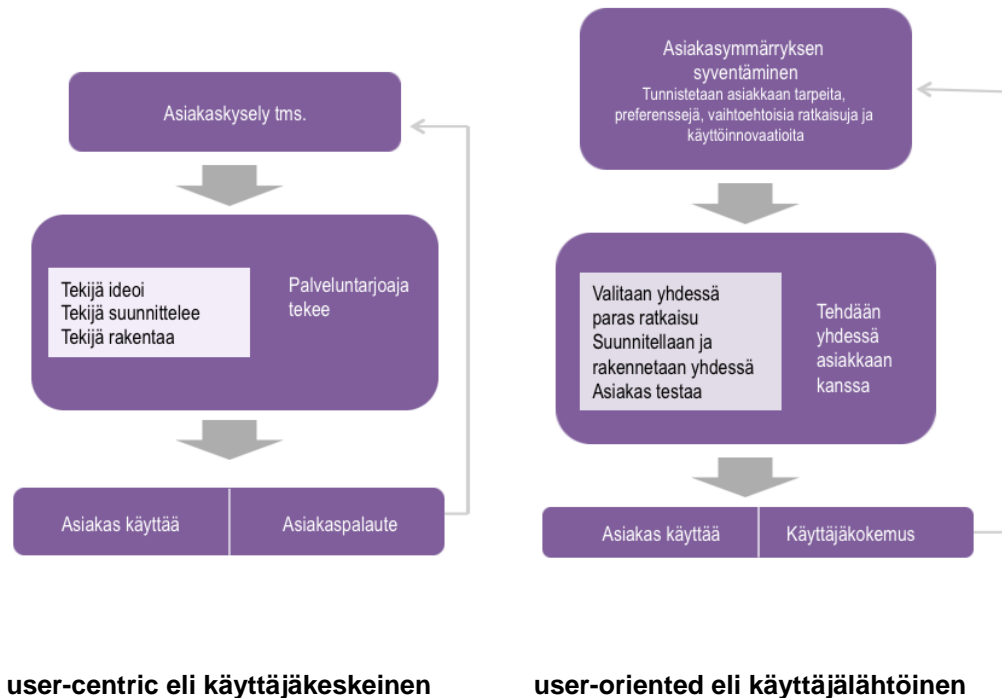 Asiakaskysely tms.
Tekijä ideoi
Tekijä suunnittelee
Tekijä rakentaa
Palveluntarjoaja
tekee
Asiakas käyttää
Asiakaspalaute
user-centric eli käyttäjäkeskeinen
Asiakasymmärryksen
syventäminen
Tunnistetaan asiakkaan tarpeita,
preferenssejä, vaihtoehtoisia ratkaisuja ja
käyttöinnovaatioita
Valitaan yhdessä
paras ratkaisu
Suunnitellaan ja
rakennetaan yhdessä
Asiakas testaa
Tehdään
yhdessä
asiakkaan
kanssa
Asiakas käyttää
Käyttäjäkokemus
user-oriented eli käyttäjälähtöinen